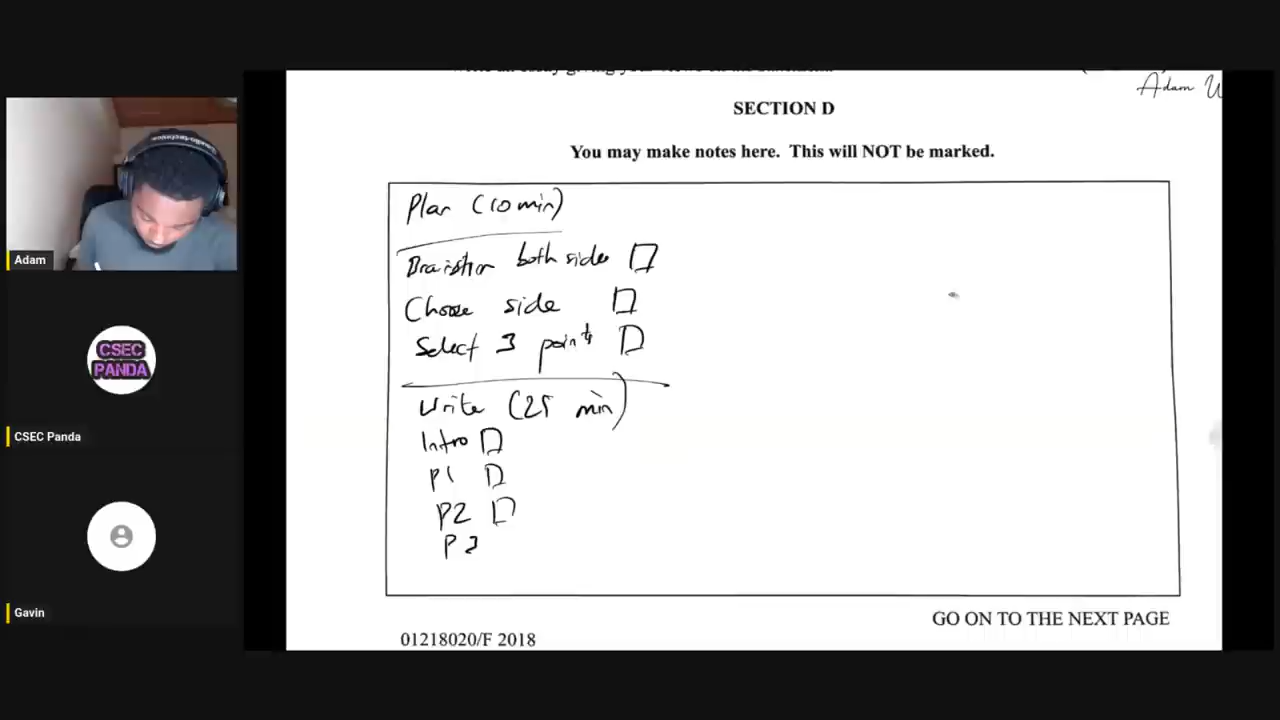 Adam
SECTION D
You may make notes here. This will NOT be marked.
Plan (10 min)
both sides
Choose side
Select 3 points
Write (25 min)
Intro
P1
P2
P3
GO ON TO THE NEXT PAGE
01218020/F 2018
Adam
CSEC
PANDA
CSEC Panda
Gavin